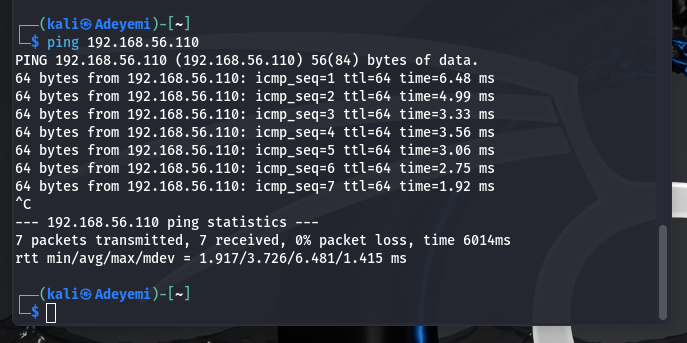 ┌──(kali㉿Adeyemi)-[~]
└─$ ping 192.168.56.110
PING 192.168.56.110 (192.168.56.110) 56(84) bytes of data.
64 bytes from 192.168.56.110: icmp_seq=1 ttl=64 time=6.48 ms
64 bytes from 192.168.56.110: icmp_seq=2 ttl=64 time=4.99 ms
64 bytes from 192.168.56.110: icmp_seq=3 ttl=64 time=3.33 ms
64 bytes from 192.168.56.110: icmp_seq=4 ttl=64 time=3.56 ms
64 bytes from 192.168.56.110: icmp_seq=5 ttl=64 time=3.06 ms
64 bytes from 192.168.56.110: icmp_seq=6 ttl=64 time=2.75 ms
64 bytes from 192.168.56.110: icmp_seq=7 ttl=64 time=1.92 ms
^C
--- 192.168.56.110 ping statistics ---
7 packets transmitted, 7 received, 0% packet loss, time 6014ms
rtt min/avg/max/mdev = 1.917/3.726/6.481/1.415 ms
┌──(kali㉿Adeyemi)-[~]
└─$